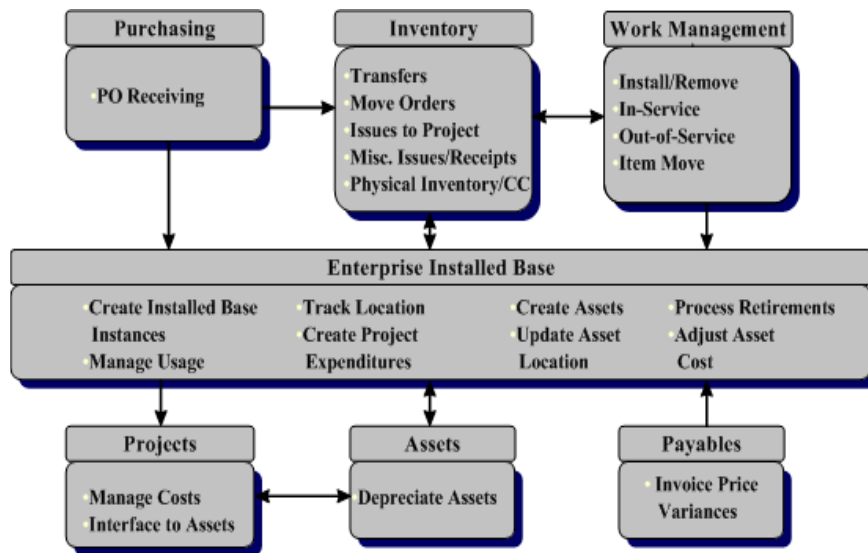 Purchasing
•PO Receiving
Inventory
•Transfers
•Move Orders
•Issues to Project
•Misc. Issues/Receipts
•Physical Inventory/CC
Work Management
•Install/Remove
•In-Service
•Out-of-Service
•Item Move
Enterprise Installed Base
•Create Installed Base
Instances
•Manage Usage
•Track Location
•Create Project
Expenditures
•Create Assets
•Update Asset
Location
•Process Retirements
•Adjust Asset
Cost
Projects
•Manage Costs
•Interface to Assets
Assets
•Depreciate Assets
Payables
•Invoice Price
Variances